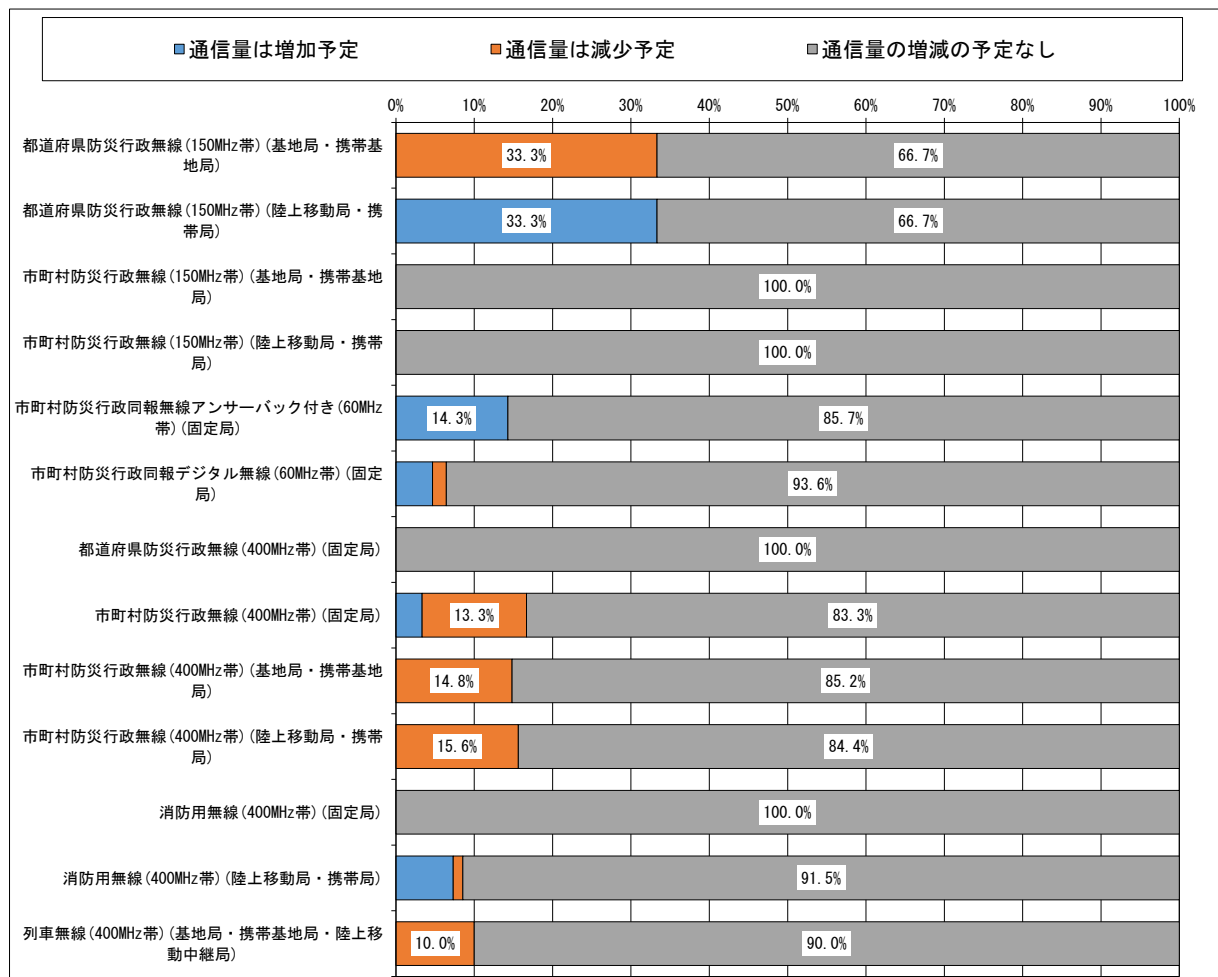 通信量は増加予定 通信量は減少予定 通信量の増減の予定なし
0% 10% 20% 30% 40% 50% 60% 70% 80% 90% 100%
都道府県防災行政無線(150MHz帯)(基地局・携帯基
地局)
33.3% 66.7%
都道府県防災行政無線(150MHz帯)(陸上移動局・携
帯局)
33.3% 66.7%
市町村防災行政無線(150MHz帯)(基地局・携帯基地
局)
100.0%
市町村防災行政無線(150MHz帯)(陸上移動局・携帯
局)
100.0%
市町村防災行政同報無線アンサーバック付き(60MHz
帯)(固定局)
14.3% 85.7%
市町村防災行政同報デジタル無線(60MHz帯)(固定
局)
93.6%
都道府県防災行政無線(400MHz帯)(固定局)
100.0%
市町村防災行政無線(400MHz帯)(固定局)
13.3% 83.3%
市町村防災行政無線(400MHz帯)(基地局・携帯基地
局)
14.8% 85.2%
市町村防災行政無線(400MHz帯)(陸上移動局・携帯
局)
15.6% 84.4%
消防用無線(400MHz帯)(固定局)
100.0%
消防用無線(400MHz帯)(陸上移動局・携帯局)
91.5%
列車無線(400MHz帯)(基地局・携帯基地局・陸上移
動中継局)
10.0% 90.0%